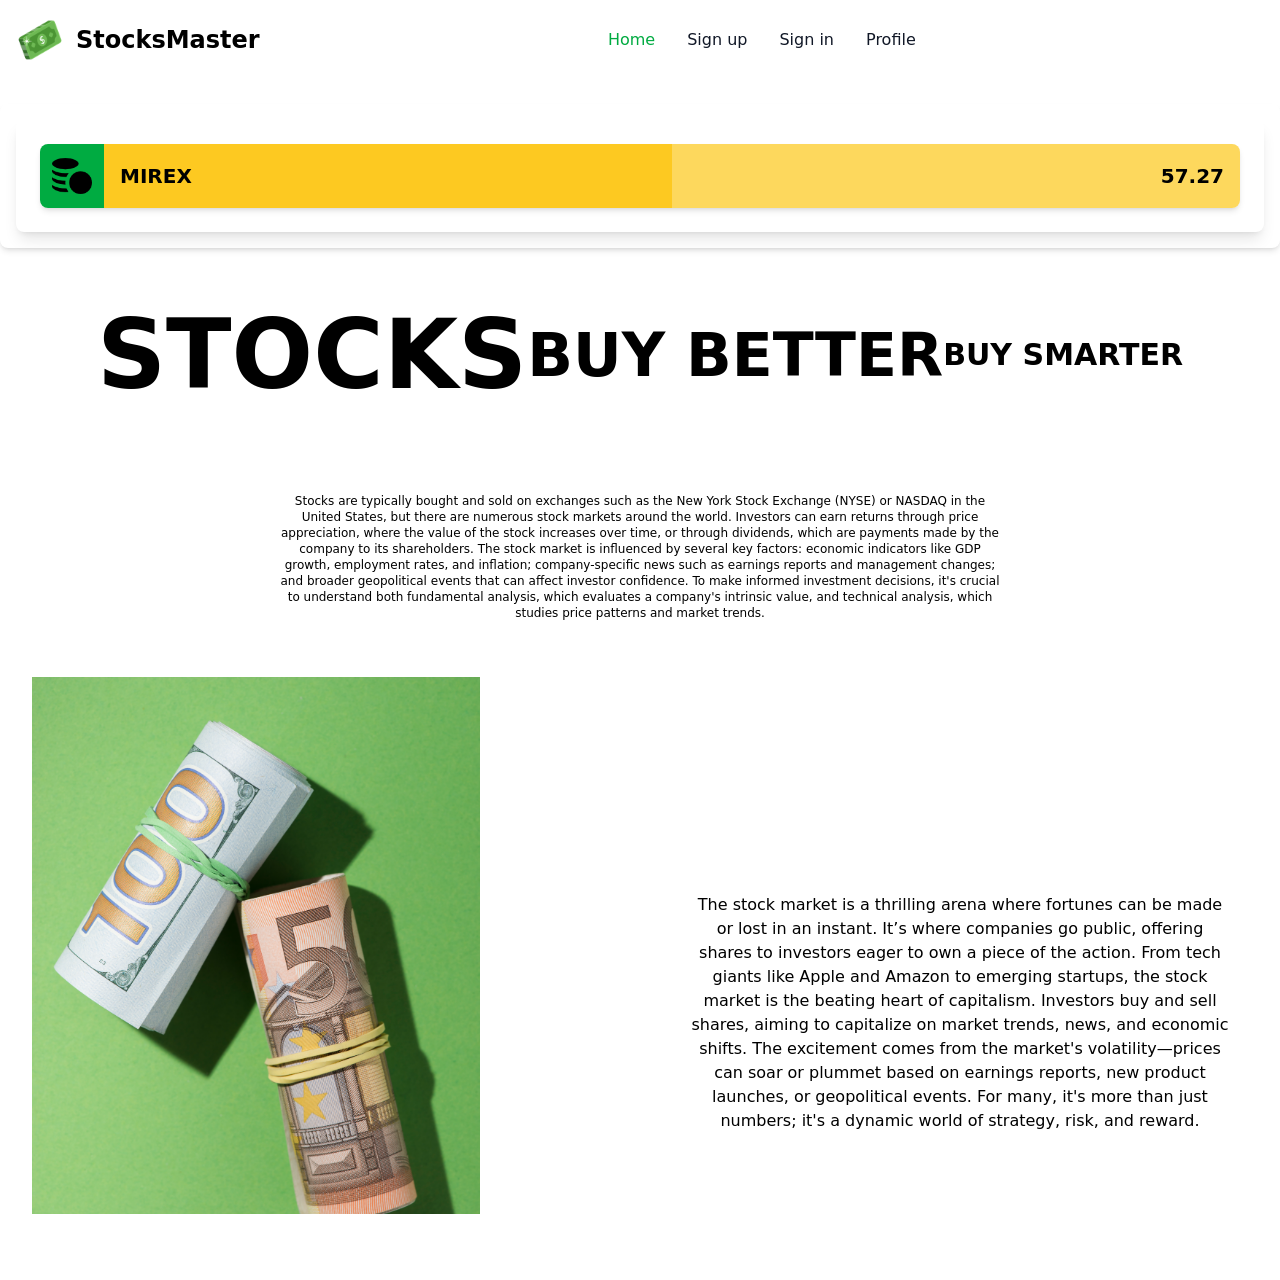 StocksMaster
Home Sign up Sign in Profile
MIREX 57.27
STOCKS BUY BETTER BUY SMARTER
Stocks are typically bought and sold on exchanges such as the New York Stock Exchange (NYSE) or NASDAQ in the
United States, but there are numerous stock markets around the world. Investors can earn returns through price
appreciation, where the value of the stock increases over time, or through dividends, which are payments made by the
company to its shareholders. The stock market is influenced by several key factors: economic indicators like GDP
growth, employment rates, and inflation; company-specific news such as earnings reports and management changes;
and broader geopolitical events that can affect investor confidence. To make informed investment decisions, it's crucial
to understand both fundamental analysis, which evaluates a company's intrinsic value, and technical analysis, which
studies price patterns and market trends.
100
5
The stock market is a thrilling arena where fortunes can be made
or lost in an instant. It’s where companies go public, offering
shares to investors eager to own a piece of the action. From tech
giants like Apple and Amazon to emerging startups, the stock
market is the beating heart of capitalism. Investors buy and sell
shares, aiming to capitalize on market trends, news, and economic
shifts. The excitement comes from the market's volatility—prices
can soar or plummet based on earnings reports, new product
launches, or geopolitical events. For many, it's more than just
numbers; it's a dynamic world of strategy, risk, and reward.